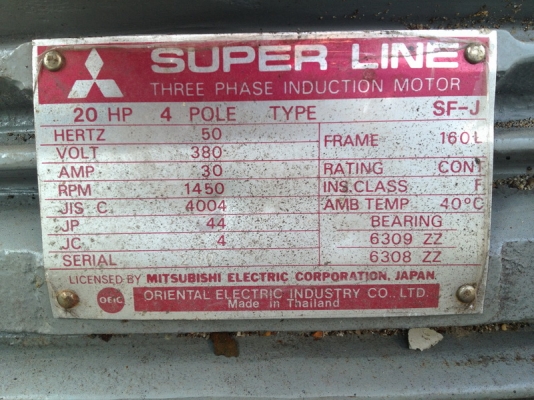 SUPER LINE
THREE PHASE INDUCTION MOTOR
20 HP 4 POLE TYPE SF-J
HERTZ 50
VOLT 380
AMP 30
RPM 1450
JIS C. 4004
JP 44
JC. 4
SERIAL
FRAME 160L
RATING CONT
INS.CLASS F
AMB TEMP 40°C
BEARING
6309 ZZ
6308 ZZ
LICENSED BY MITSUBISHI ELECTRIC CORPORATION, JAPAN.
OEIC ORIENTAL ELECTRIC INDUSTRY CO., LTD.
Made in Thailand